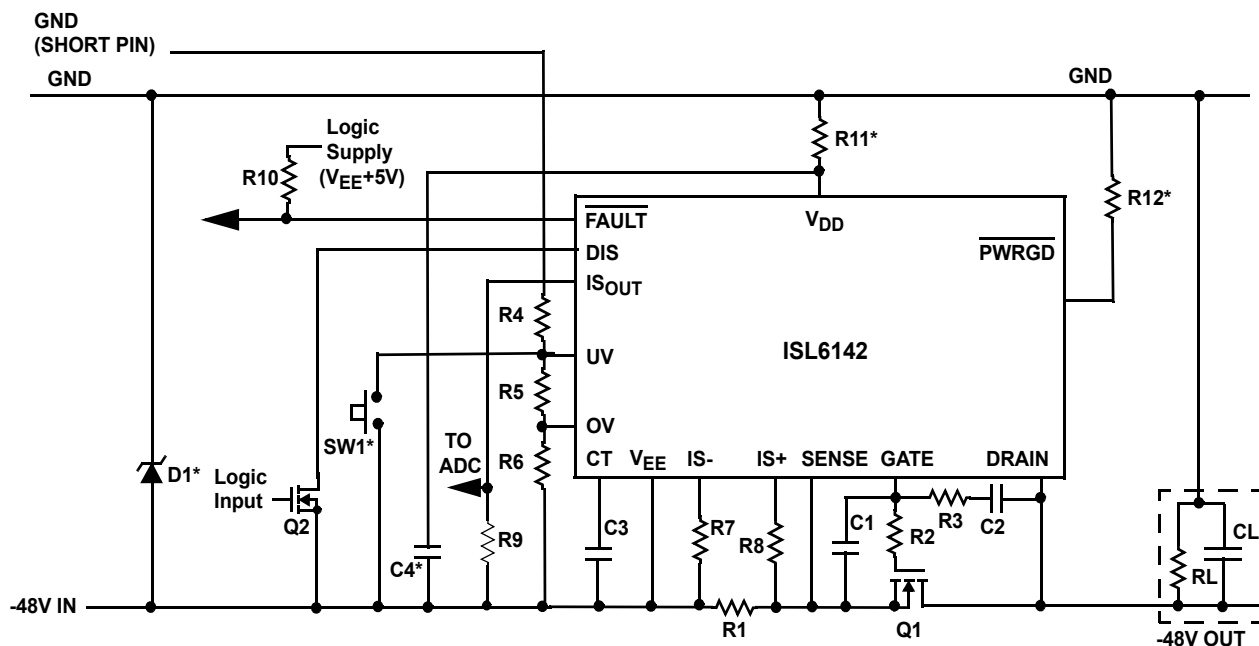 GND
(SHORT PIN)
GND
GND
Logic
Supply
(VEE+5V)
R10
R11*
R12*
FAULT
VDD
DIS
PWRGD
ISOUT
R4
ISL6142
UV
R5
SW1*
OV
TO
ADC
R6
CT
VEE
IS-
IS+
SENSE
GATE
DRAIN
D1*
Logic
Input
Q2
C4*
R9
C3
R7
R8
C1
R2
R3
C2
RL
CL
-48V IN
R1
Q1
-48V OUT